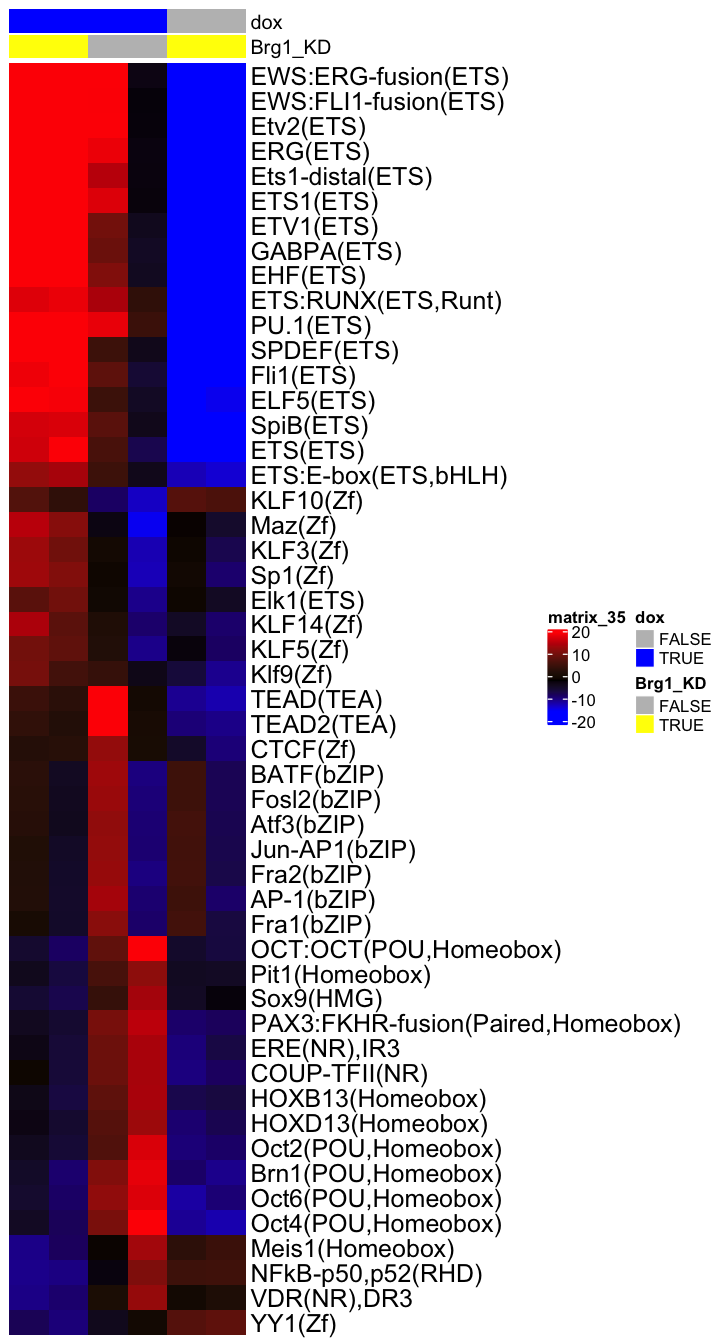 dox
Brg1_KD
EWS:ERG-fusion(ETS)
EWS:FLI1-fusion(ETS)
Etv2(ETS)
ERG(ETS)
Ets1-distal(ETS)
ETS1(ETS)
ETV1(ETS)
GABPA(ETS)
EHF(ETS)
ETS:RUNX(ETS,Runt)
PU.1(ETS)
SPDEF(ETS)
Fli1(ETS)
ELF5(ETS)
SpiB(ETS)
ETS(ETS)
ETS:E-box(ETS,bHLH)
KLF10(Zf)
Maz(Zf)
KLF3(Zf)
Sp1(Zf)
Elk1(ETS)
KLF14(Zf)
KLF5(Zf)
Klf9(Zf)
TEAD(TEA)
TEAD2(TEA)
CTCF(Zf)
BATF(bZIP)
Fosl2(bZIP)
Atf3(bZIP)
Jun-AP1(bZIP)
Fra2(bZIP)
AP-1(bZIP)
Fra1(bZIP)
OCT:OCT(POU,Homeobox)
Pit1(Homeobox)
Sox9(HMG)
PAX3:FKHR-fusion(Paired,Homeobox)
ERE(NR),IR3
COUP-TFII(NR)
HOXB13(Homeobox)
HOXD13(Homeobox)
Oct2(POU,Homeobox)
Brn1(POU,Homeobox)
Oct6(POU,Homeobox)
Oct4(POU,Homeobox)
Meis1(Homeobox)
NFkB-p50,p52(RHD)
VDR(NR),DR3
YY1(Zf)
matrix_35
20
10
0
-10
-20
dox
FALSE
TRUE
Brg1_KD
FALSE
TRUE